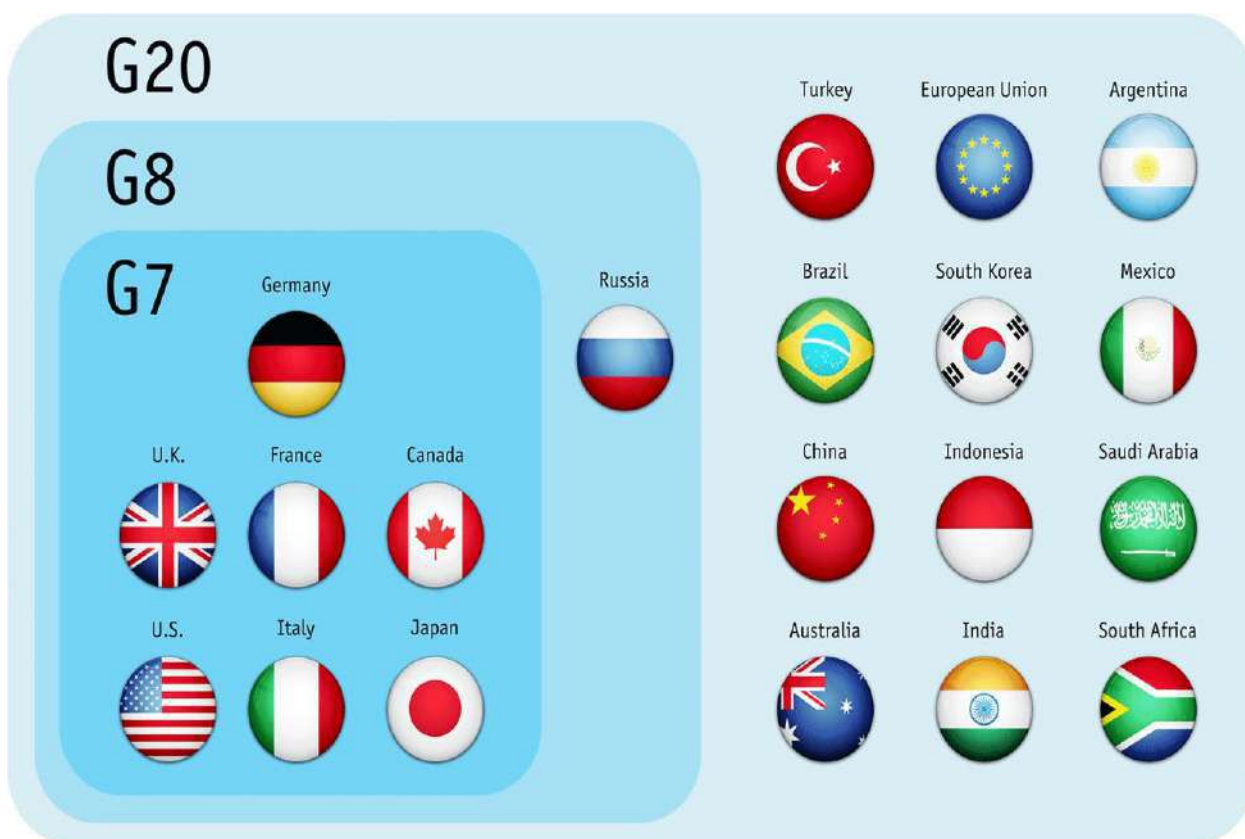 G20
G8
G7
Germany
U.K.
France
Canada
U.S.
Italy
Japan
Russia
Turkey
European Union
Argentina
Brazil
South Korea
Mexico
China
Indonesia
Saudi Arabia
Australia
India
South Africa